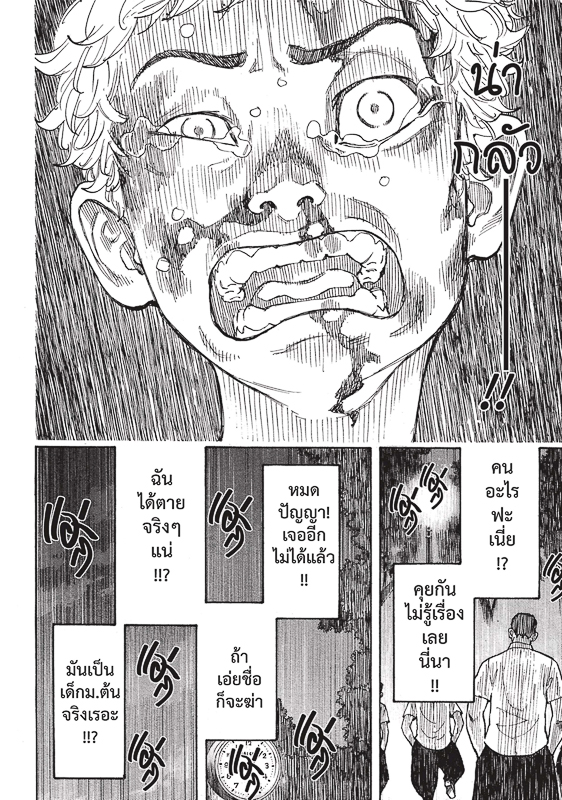 น่า
กลัว
!!
คน
อะไร
ฟะ
เนี่ย
!?
คุยกัน
ไม่รู้เรื่อง
เลย
นี่นา
!!
หมด
ปัญญา!
เจออีก
ไม่ได้แล้ว
!!
ถ้า
เอ่ยชื่อ
ก็จะฆ่า
ฉัน
ได้ตาย
จริงๆ
แน่
!!?
มันเป็น
เด็กม.ต้น
จริงเรอะ
!!?